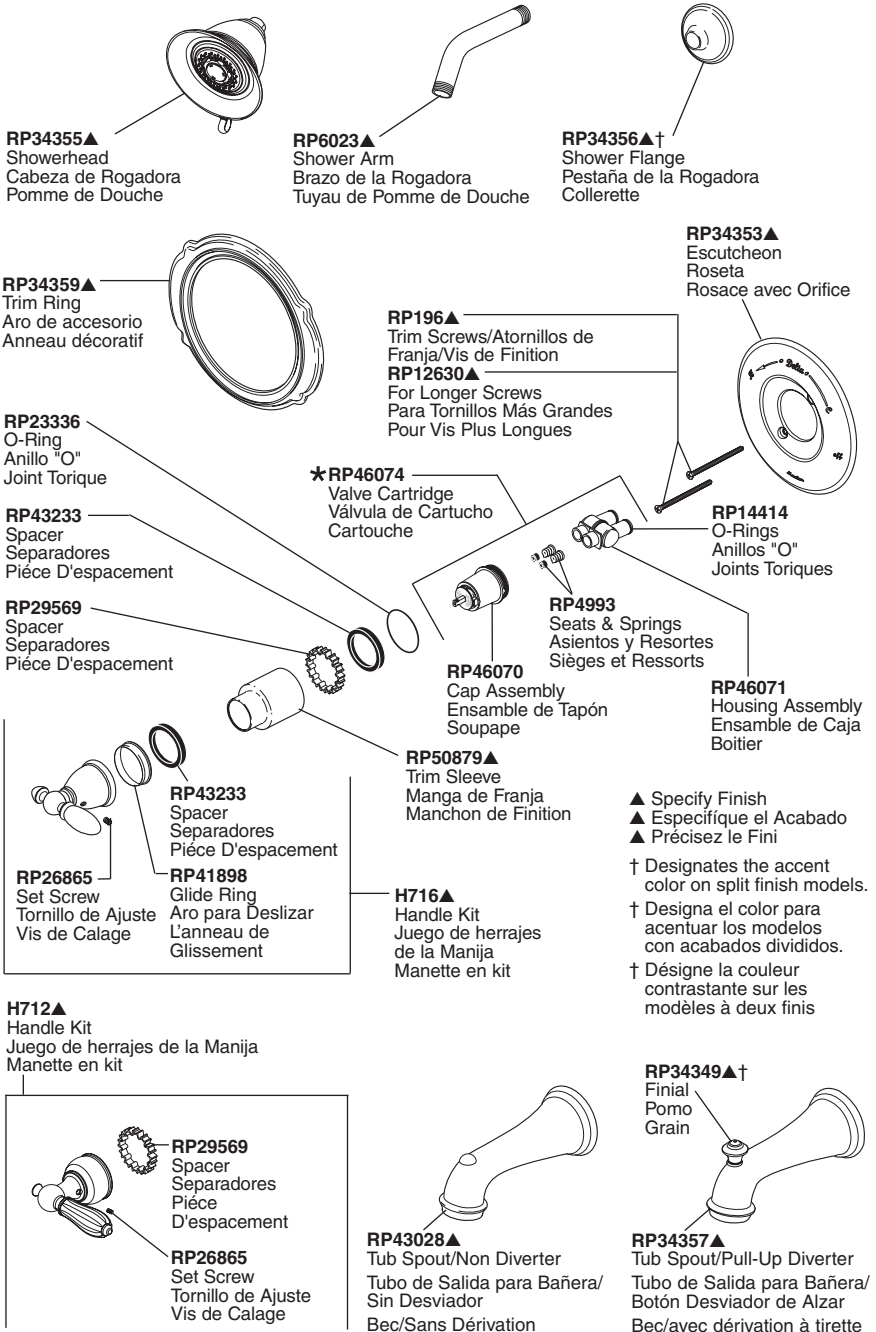 RP34355▲
Showerhead
Cabeza de Rogadora
Pomme de Douche
RP6023▲
Shower Arm
Brazo de la Rogadora
Tuyau de Pomme de Douche
RP34356▲†
Shower Flange
Pestaña de la Rogadora
Collerette
RP34353▲
Escutcheon
Roseta
Rosace avec Orifice
RP34359▲
Trim Ring
Aro de accesorio
Anneau décoratif
RP196▲
Trim Screws/Atornillos de
Franja/Vis de Finition
RP12630▲
For Longer Screws
Para Tornillos Más Grandes
Pour Vis Plus Longues
Delta
RP23336
O-Ring
Anillo "O"
Joint Torique
*RP46074
Valve Cartridge
Válvula de Cartucho
Cartouche
RP43233
Spacer
Separadores
Piéce D'espacement
RP14414
O-Rings
Anillos "O"
Joints Toriques
RP29569
Spacer
Separadores
Piéce D'espacement
RP4993
Seats & Springs
Asientos y Resortes
Sièges et Ressorts
RP46070
Cap Assembly
Ensamble de Tapón
Soupape
RP46071
Housing Assembly
Ensamble de Caja
Boitier
RP50879▲
Trim Sleeve
Manga de Franja
Manchon de Finition
RP43233
Spacer
Separadores
Piéce D'espacement
RP26865
Set Screw
Tornillo de Ajuste
Vis de Calage
RP41898
Glide Ring
Aro para Deslizar
L'anneau de
Glissement
H716▲
Handle Kit
Juego de herrajes
de la Manija
Manette en kit
▲ Specify Finish
▲ Especifíque el Acabado
▲ Précisez le Fini
† Designates the accent
color on split finish models.
† Designa el color para
acentuar los modelos
con acabados divididos.
† Désigne la couleur
contrastante sur les
modèles à deux finis
H712▲
Handle Kit
Juego de herrajes de la Manija
Manette en kit
RP29569
Spacer
Separadores
Piéce
D'espacement
RP26865
Set Screw
Tornillo de Ajuste
Vis de Calage
RP43028▲
Tub Spout/Non Diverter
Tubo de Salida para Bañera/
Sin Desviador
Bec/Sans Dérivation
RP34349▲†
Finial
Pomo
Grain
RP34357▲
Tub Spout/Pull-Up Diverter
Tubo de Salida para Bañera/
Botón Desviador de Alzar
Bec/avec dérivation à tirette